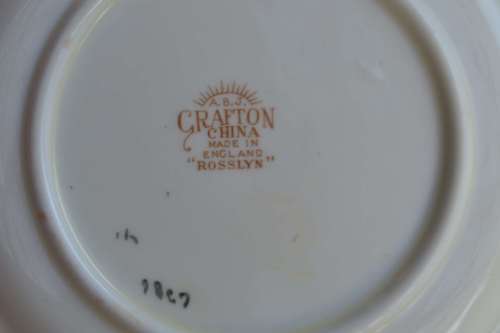 A.B.J.
GRAFTON
CHINA
MADE IN
ENGLAND
"ROSSLYN"